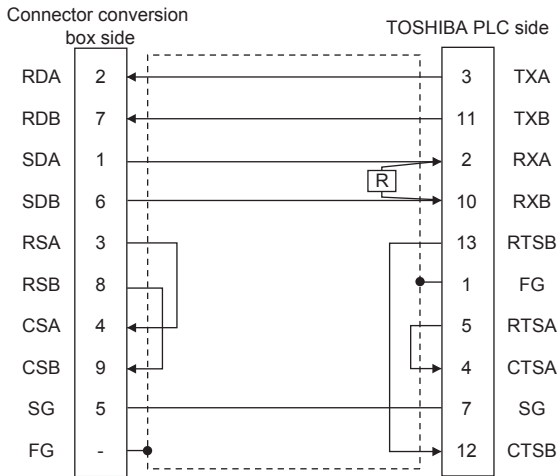 Connector conversion
box side
TOSHIBA PLC side
RDA 2 3 TXA
RDB 7 11 TXB
SDA 1 2 RXA
R
SDB 6 10 RXB
RSA 3 13 RTSB
RSB 8 1 FG
CSA 4 5 RTSA
CSB 9 4 CTSA
SG 5 7 SG
FG - 12 CTSB